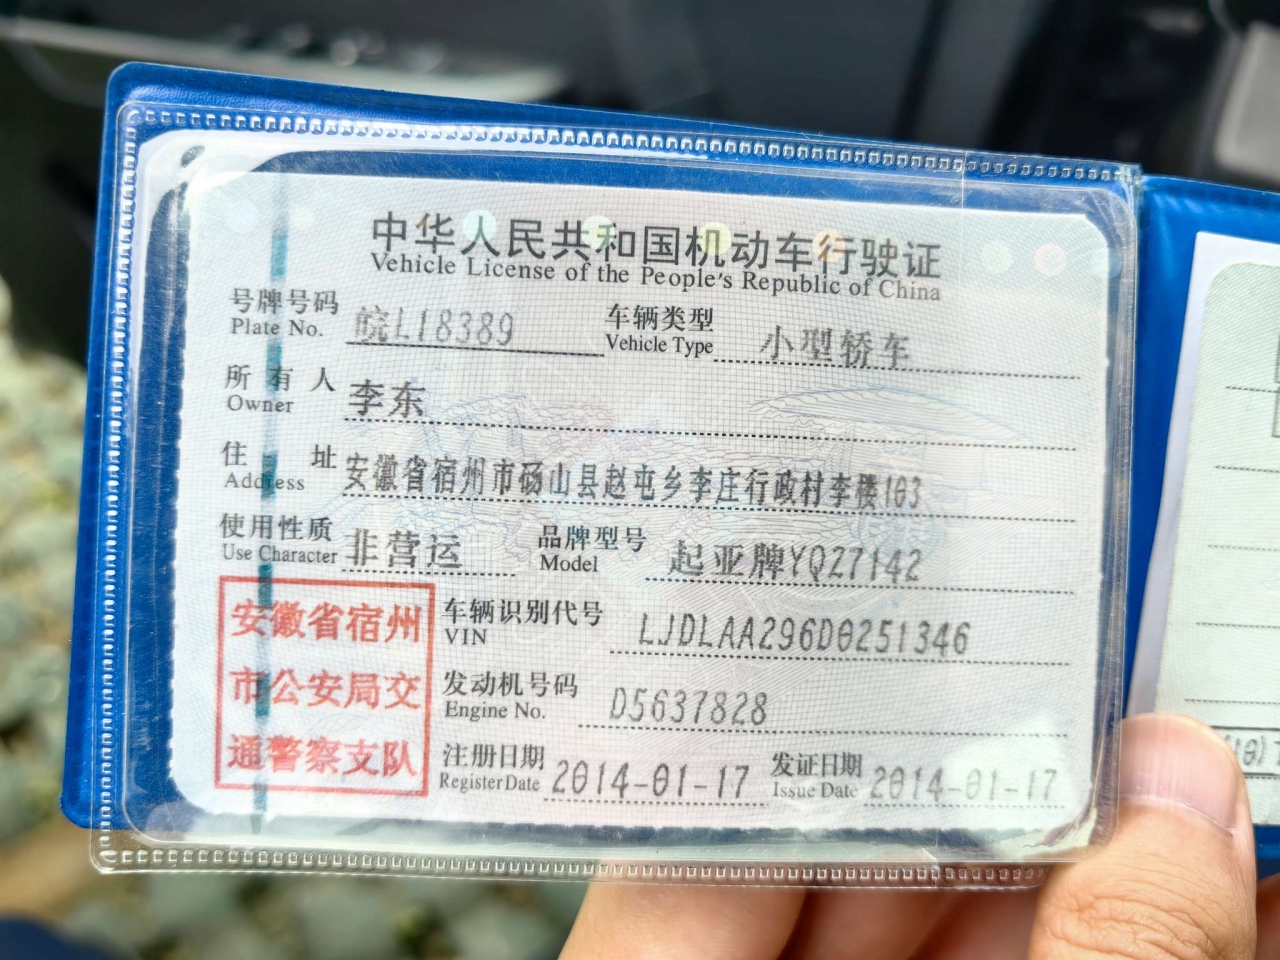 中华人民共和国机动车行驶证
Vehicle License of the People's Republic of China
号牌号码 皖L18389 车辆类型 小型轿车
Plate No. Vehicle Type
所有人 李东
Owner
住址 安徽省宿州市砀山县赵屯乡李庄行政村李楼103
Address
使用性质 非营运 品牌型号 起亚牌YQZ7142
Use Character Model
安徽省宿州
市公安局交
通警察支队
车辆识别代号 LJDLAA296D0251346
VIN
发动机号码 D5637828
Engine No.
注册日期 2014-01-17 发证日期 2014-01-17
Register Date Issue Date